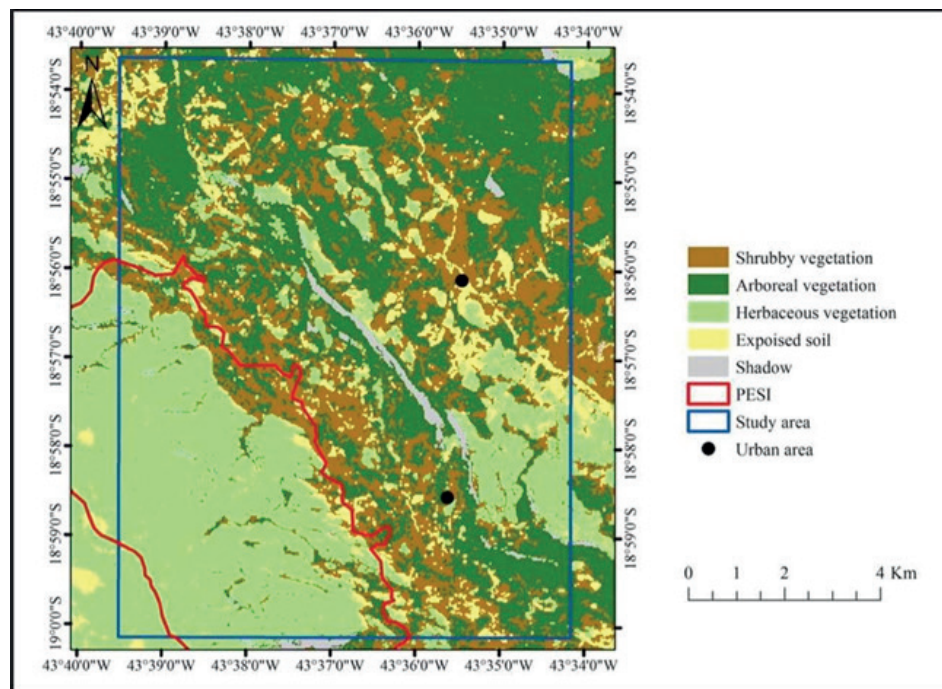 43°40'0"W 43°39'0"W 43°38'0"W 43°37'0"W 43°36'0"W 43°35'0"W 43°34'0"W
N
18°54'0"S
18°55'0"S
18°56'0"S
18°57'0"S
18°58'0"S
18°59'0"S
19°0'0"S
18°54'0"S
18°55'0"S
18°56'0"S
18°57'0"S
18°58'0"S
18°59'0"S
43°40'0"W 43°39'0"W 43°38'0"W 43°37'0"W 43°36'0"W 43°35'0"W 43°34'0"W
Shrubby vegetation
Arboreal vegetation
Herbaceous vegetation
Expoised soil
Shadow
PESI
Study area
Urban area
0 1 2 4 Km